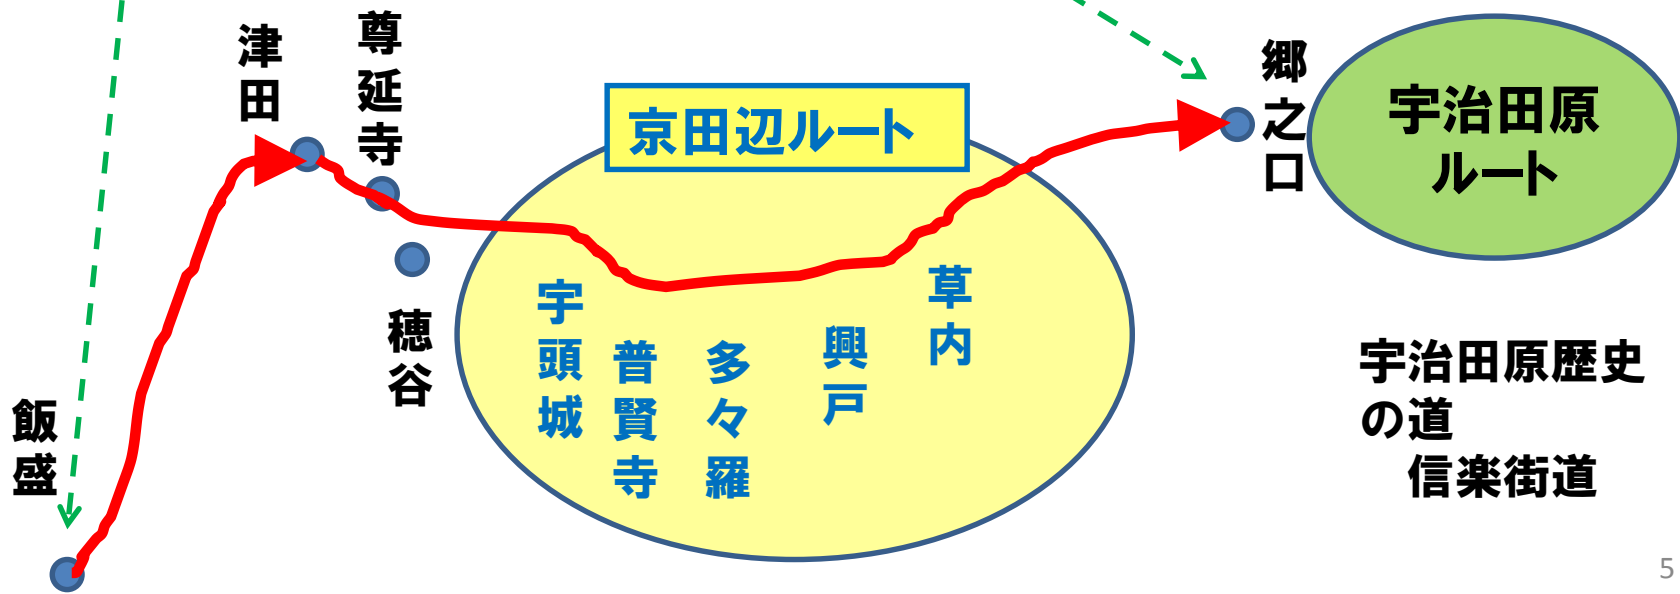 飯盛
津田
尊延寺
穂谷
京田辺ルート
宇頭城
普賢寺
多々羅
興戸
草内
郷之口
宇治田原
ルート
宇治田原歴史
の道
信楽街道
5